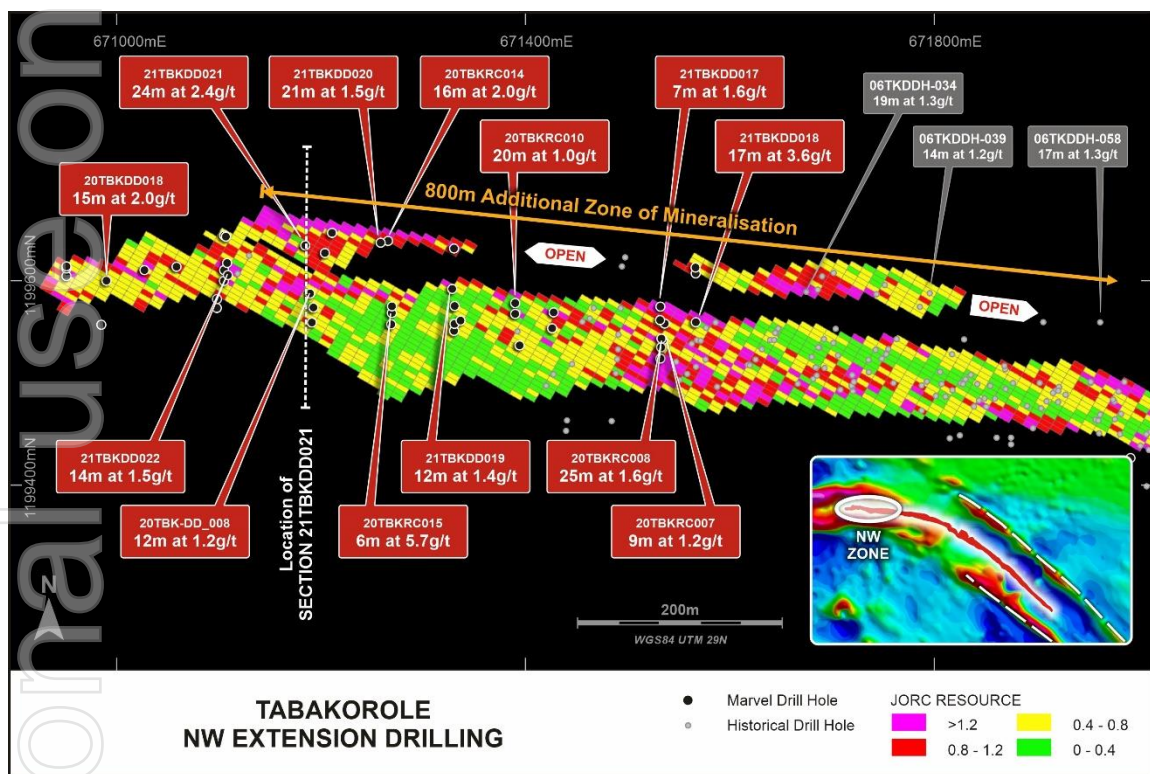 671000mE
671400mE
671800mE
21TBKDD021
24m at 2.4g/t
21TBKDD020
21m at 1.5g/t
20TBKRC014
16m at 2.0g/t
21TBKDD017
7m at 1.6g/t
06TKDDH-034
19m at 1.3g/t
20TBKRC010
20m at 1.0g/t
21TBKDD018
17m at 3.6g/t
06TKDDH-039
14m at 1.2g/t
06TKDDH-058
17m at 1.3g/t
20TBKDD018
15m at 2.0g/t
800m Additional Zone of Mineralisation
OPEN
OPEN
1199600mN
1199400mN
21TBKDD022
14m at 1.5g/t
21TBKDD019
12m at 1.4g/t
20TBKRC008
25m at 1.6g/t
20TBK-DD_008
12m at 1.2g/t
Location of
SECTION 21TBKDD021
20TBKRC015
6m at 5.7g/t
20TBKRC007
9m at 1.2g/t
NW
ZONE
N
200m
WGS84 UTM 29N
TABAKOROLE
NW EXTENSION DRILLING
Marvel Drill Hole
Historical Drill Hole
JORC RESOURCE
>1.2
0.8 - 1.2
0.4 - 0.8
0 - 0.4
onal use on